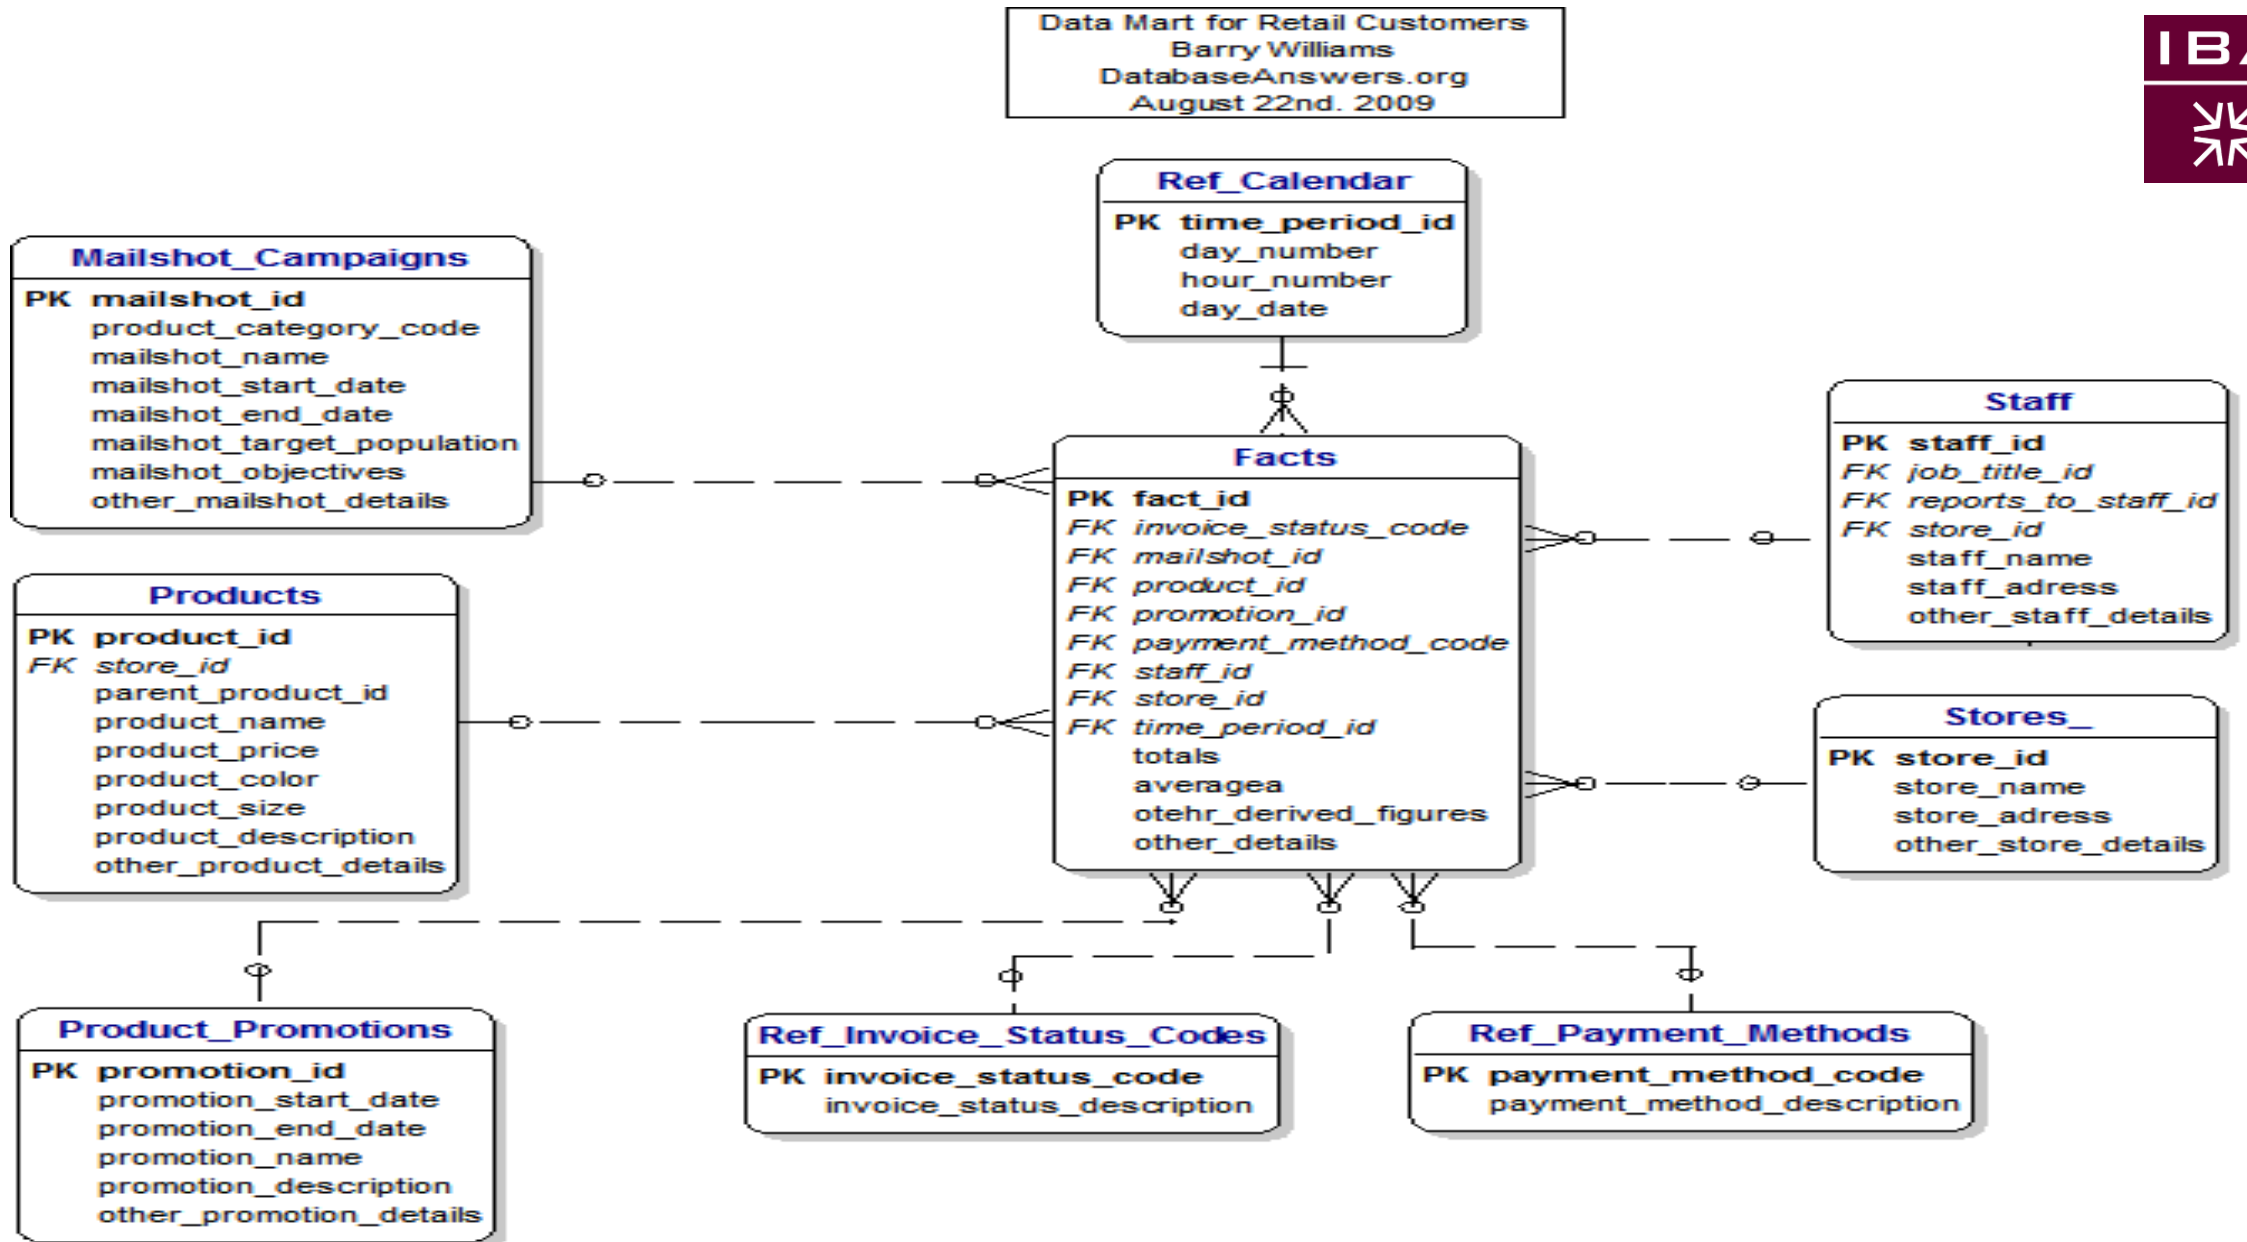 Data Mart for Retail Customers
Barry Williams
DatabaseAnswers.org
August 22nd. 2009
Ref_Calendar
PK time_period_id
day_number
hour_number
day_date
Mailshot_Campaigns
PK mailshot_id
product_category_code
mailshot_name
mailshot_start_date
mailshot_end_date
mailshot_target_population
mailshot_objectives
other_mailshot_details
Facts
PK fact_id
FK invoice_status_code
FK mailshot_id
FK product_id
FK promotion_id
FK payment_method_code
FK staff_id
FK store_id
FK time_period_id
totals
averagea
otehr_derived_figures
other_details
Staff
PK staff_id
FK job_title_id
FK reports_to_staff_id
FK store_id
staff_name
staff_adress
other_staff_details
Products
PK product_id
FK store_id
parent_product_id
product_name
product_price
product_color
product_size
product_description
other_product_details
Stores_
PK store_id
store_name
store_adress
other_store_details
Product_Promotions
PK promotion_id
promotion_start_date
promotion_end_date
promotion_name
promotion_description
other_promotion_details
Ref_Invoice_Status_Codes
PK invoice_status_code
invoice_status_description
Ref_Payment_Methods
PK payment_method_code
payment_method_description